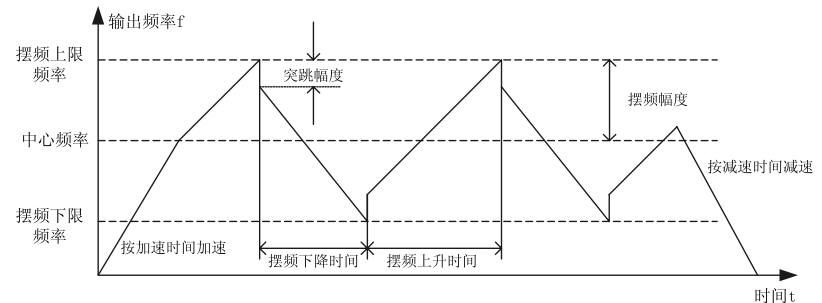 输出频率f
摆频上限
频率
突跳幅度
摆频幅度
中心频率
按减速时间减速
摆频下限
频率
按加速时间加速
摆频下降时间
摆频上升时间
时间t